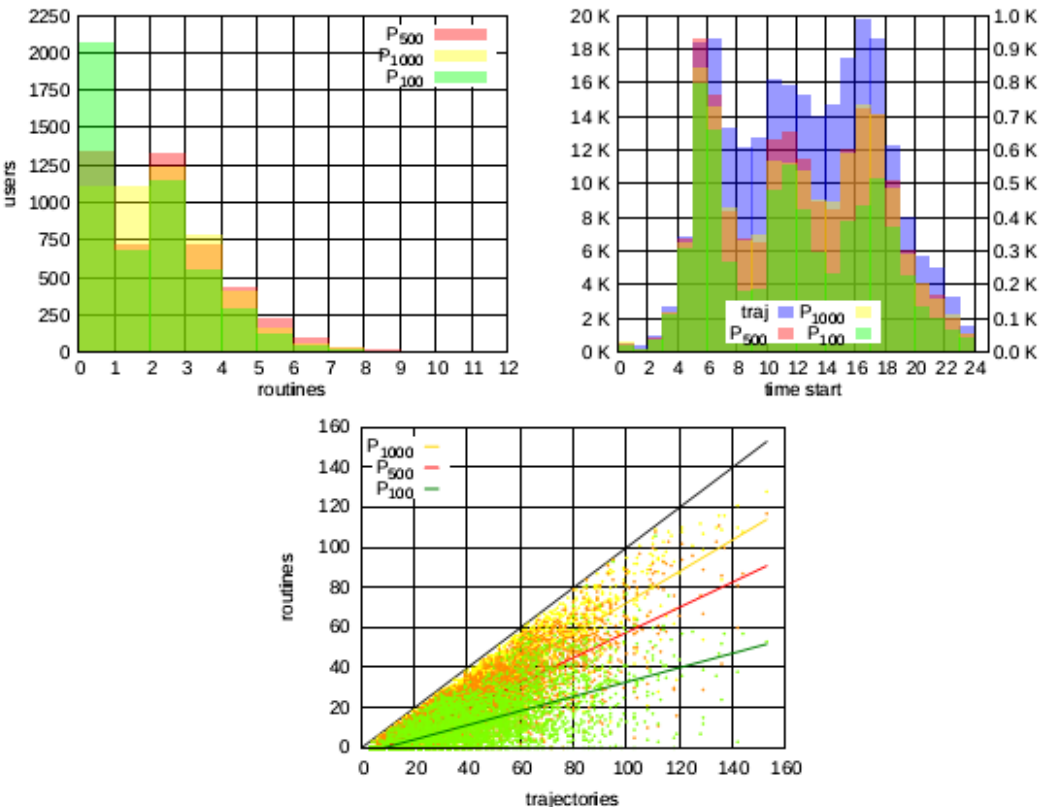 users
2250
2000
1750
1500
1250
1000
750
500
250
0
P500
P1000
P100
0 1 2 3 4 5 6 7 8 9 10 11 12
routines
20 K
18 K
16 K
14 K
12 K
10 K
8 K
6 K
4 K
2 K
0 K
1.0 K
0.9 K
0.8 K
0.7 K
0.6 K
0.5 K
0.4 K
0.3 K
0.2 K
0.1 K
0.0 K
traj P1000
P500 P100
0 2 4 6 8 10 12 14 16 18 20 22 24
time start
routines
160
140
120
100
80
60
40
20
0
P1000
P500
P100
0 20 40 60 80 100 120 140 160
trajectories